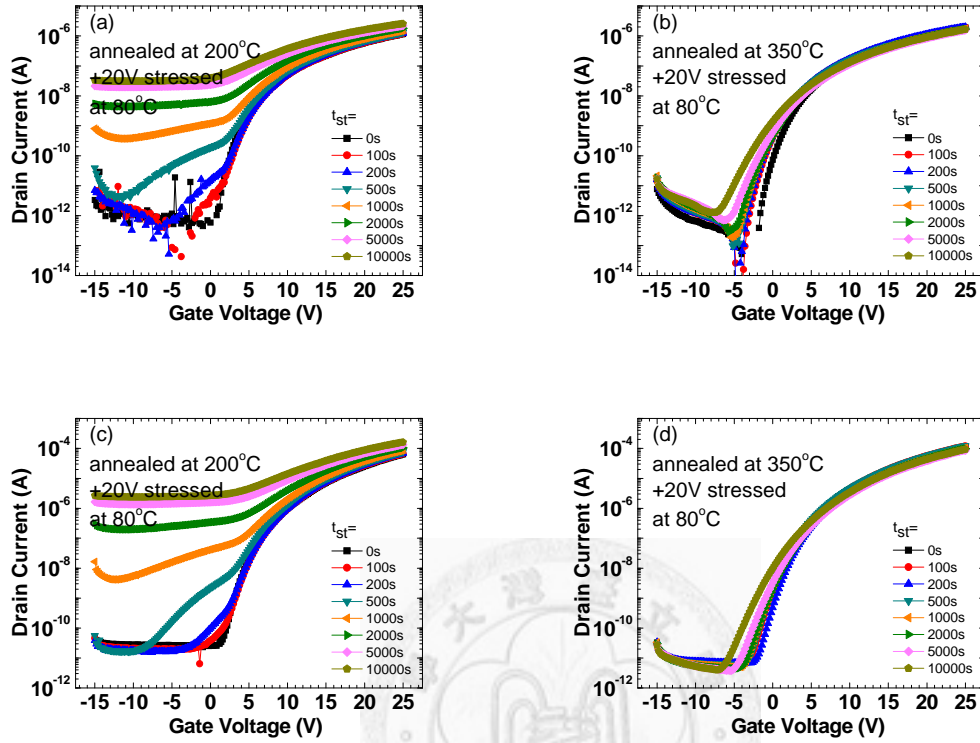 (a)
annealed at 200°C
+20V stressed
at 80°C
t_st=
0s
100s
200s
500s
1000s
2000s
5000s
10000s
10^-6
10^-8
10^-10
10^-12
10^-14
Drain Current (A)
-15 -10 -5 0 5 10 15 20 25
Gate Voltage (V)
(b)
annealed at 350°C
+20V stressed
at 80°C
t_st=
0s
100s
200s
500s
1000s
2000s
5000s
10000s
10^-6
10^-8
10^-10
10^-12
10^-14
Drain Current (A)
-15 -10 -5 0 5 10 15 20 25
Gate Voltage (V)
(c)
annealed at 200°C
+20V stressed
at 80°C
t_st=
0s
100s
200s
500s
1000s
2000s
5000s
10000s
10^-4
10^-6
10^-8
10^-10
10^-12
Drain Current (A)
-15 -10 -5 0 5 10 15 20 25
Gate Voltage (V)
(d)
annealed at 350°C
+20V stressed
at 80°C
t_st=
0s
100s
200s
500s
1000s
2000s
5000s
10000s
10^-4
10^-6
10^-8
10^-10
10^-12
Drain Current (A)
-15 -10 -5 0 5 10 15 20 25
Gate Voltage (V)